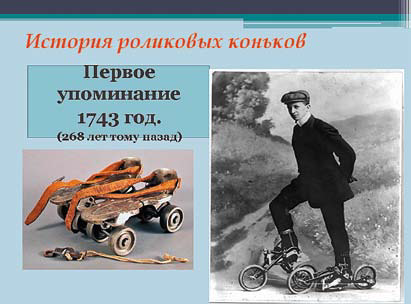 История роликовых коньков
Первое
упоминание
1743 год.
(268 лет тому назад)